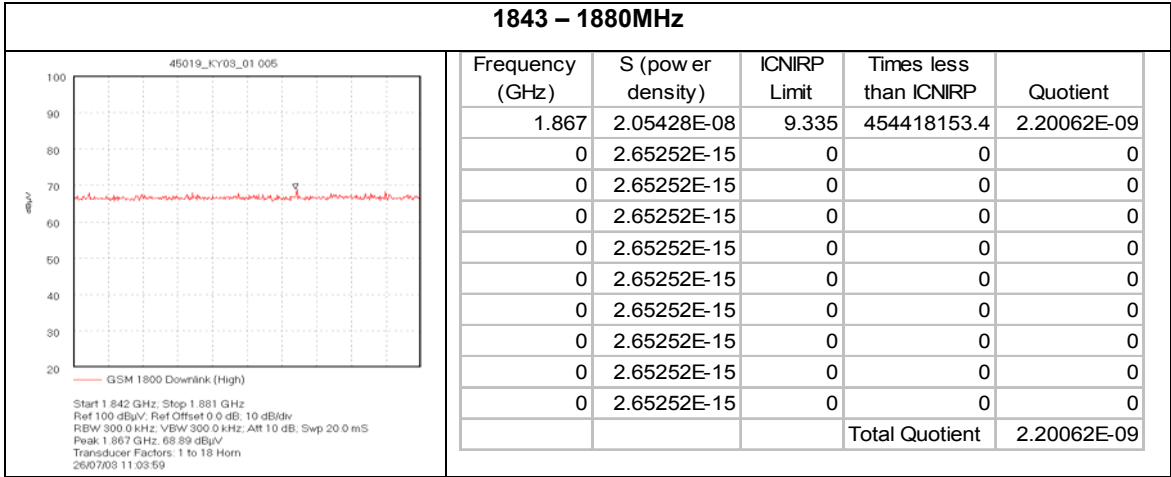 1843 – 1880MHz
45019_KY03_01 005
100
90
80
70
60
50
40
30
20
dBµV
GSM 1800 Downlink (High)
Start 1.842 GHz; Stop 1.881 GHz
Ref 100 dBµV; Ref Offset 0.0 dB; 10 dB/div
RBW 300.0 kHz; VBW 300.0 kHz; Att 10 dB; Swp 20.0 mS
Peak 1.867 GHz, 68.89 dBµV
Transducer Factors: 1 to 18 Horn
26/07/03 11:03:59
Frequency (GHz) S (pow er density) ICNIRP Limit Times less than ICNIRP Quotient
1.867 2.05428E-08 9.335 454418153.4 2.20062E-09
0 2.65252E-15 0 0 0
0 2.65252E-15 0 0 0
0 2.65252E-15 0 0 0
0 2.65252E-15 0 0 0
0 2.65252E-15 0 0 0
0 2.65252E-15 0 0 0
0 2.65252E-15 0 0 0
0 2.65252E-15 0 0 0
0 2.65252E-15 0 0 0
Total Quotient 2.20062E-09